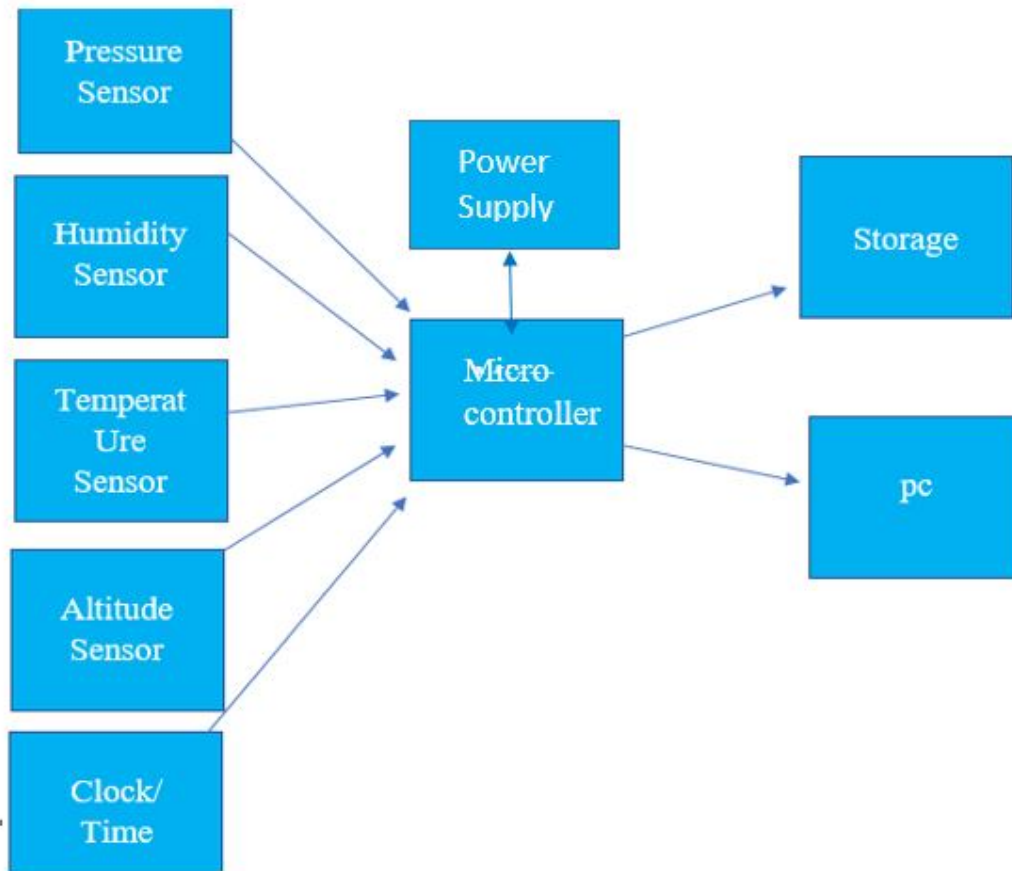 Pressure
Sensor
Humidity
Sensor
Temperat
Ure
Sensor
Altitude
Sensor
Clock/
Time
Power
Supply
Micro
controller
Storage
pc